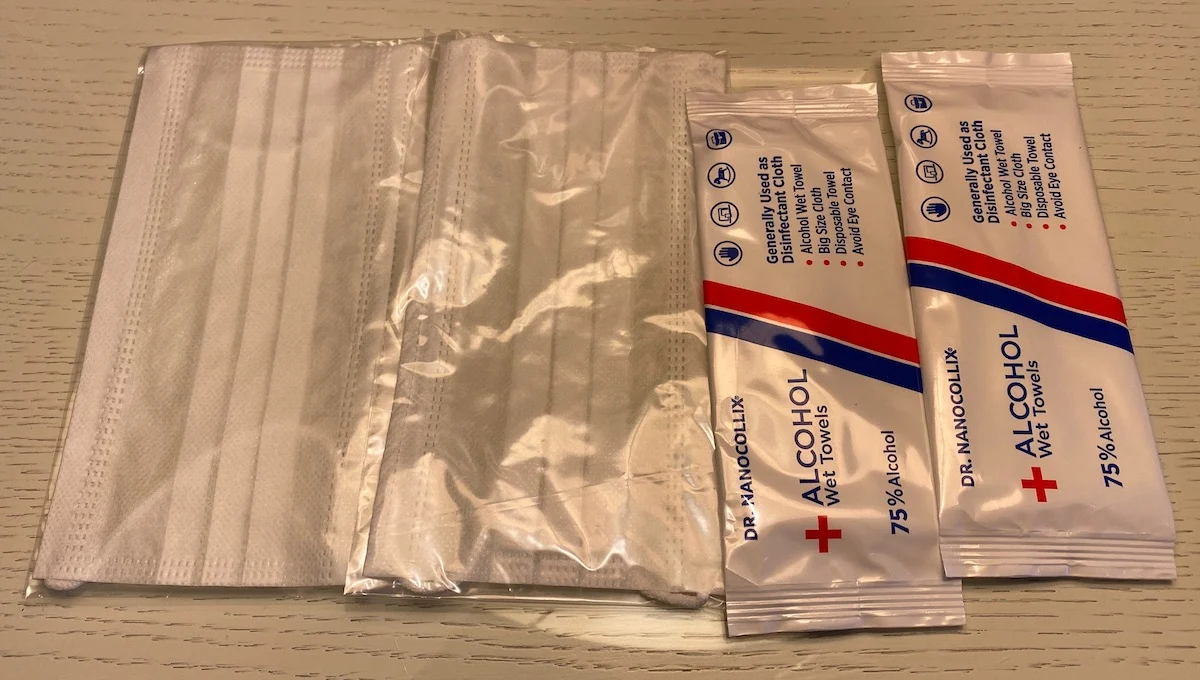 Generally Used as
Disinfectant Cloth
• Alcohol Wet Towel
• Big Size Cloth
• Disposable Towel
• Avoid Eye Contact
DR. NANOCOLLIX®
ALCOHOL
Wet Towels
75%Alcohol
Generally Used as
Disinfectant Cloth
• Alcohol Wet Towel
• Big Size Cloth
• Disposable Towel
• Avoid Eye Contact
DR. NANOCOLLIX®
ALCOHOL
Wet Towels
75%Alcohol